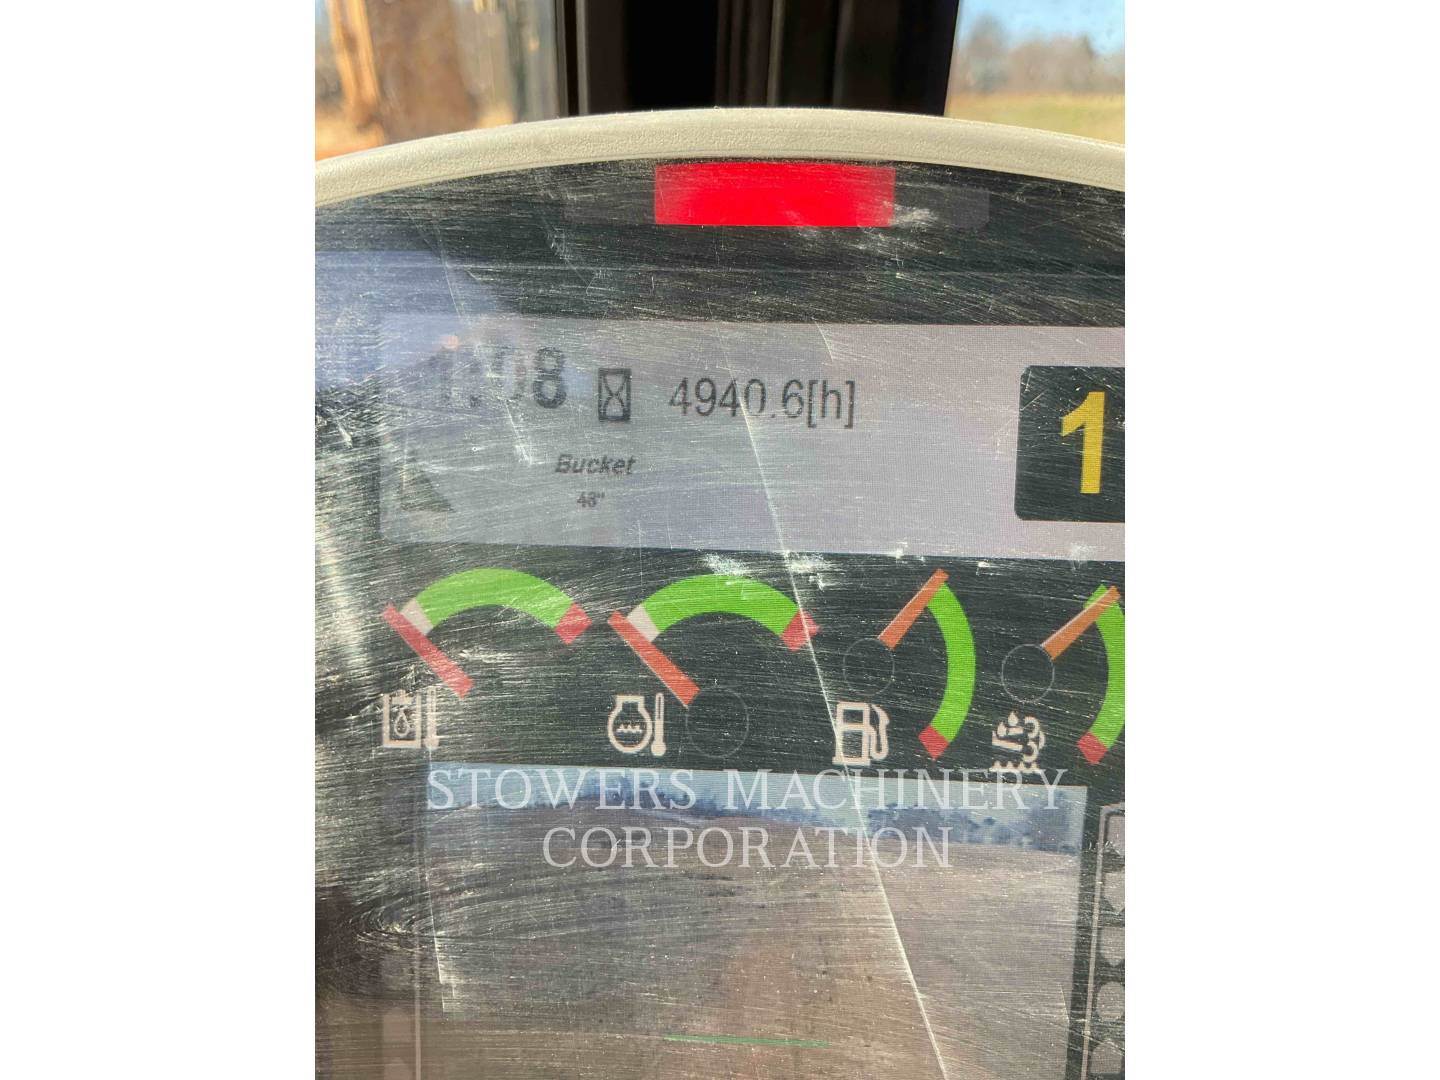 4940.6[h]
1
Bucket
48"
STOWERS MACHINERY
CORPORATION